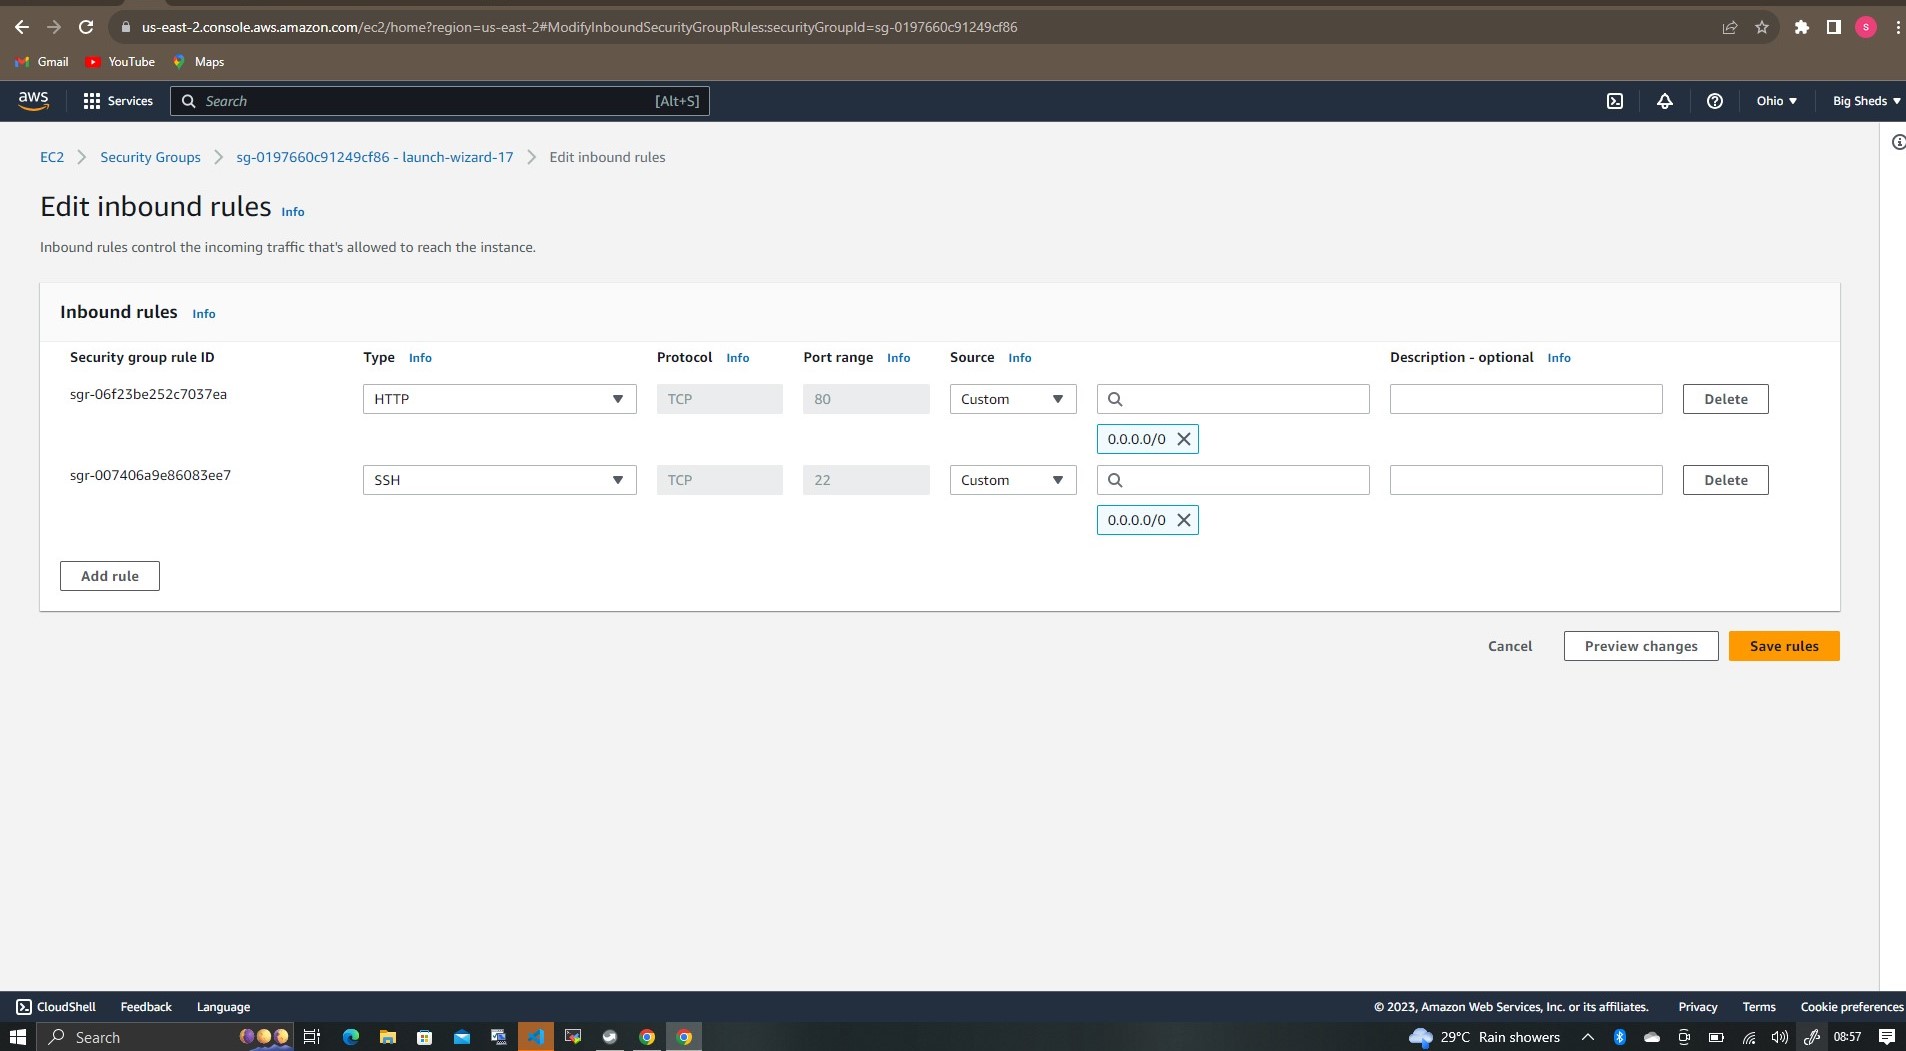 us-east-2.console.aws.amazon.com/ec2/home?region=us-east-2#ModifyInboundSecurityGroupRules:securityGroupId=sg-0197660c91249cf86
S
Gmail YouTube Maps
aws Services Search [Alt+S] Ohio Big Sheds
EC2 Security Groups sg-0197660c91249cf86 - launch-wizard-17 Edit inbound rules
Edit inbound rules Info
Inbound rules control the incoming traffic that's allowed to reach the instance.
Inbound rules Info
Security group rule ID Type Info Protocol Info Port range Info Source Info Description - optional Info
sgr-06f23be252c7037ea HTTP TCP 80 Custom Delete
0.0.0.0/0
sgr-007406a9e86083ee7 SSH TCP 22 Custom Delete
0.0.0.0/0
Add rule
Cancel Preview changes Save rules
CloudShell Feedback Language © 2023, Amazon Web Services, Inc. or its affiliates. Privacy Terms Cookie preferences
Search 29°C Rain showers 08:57